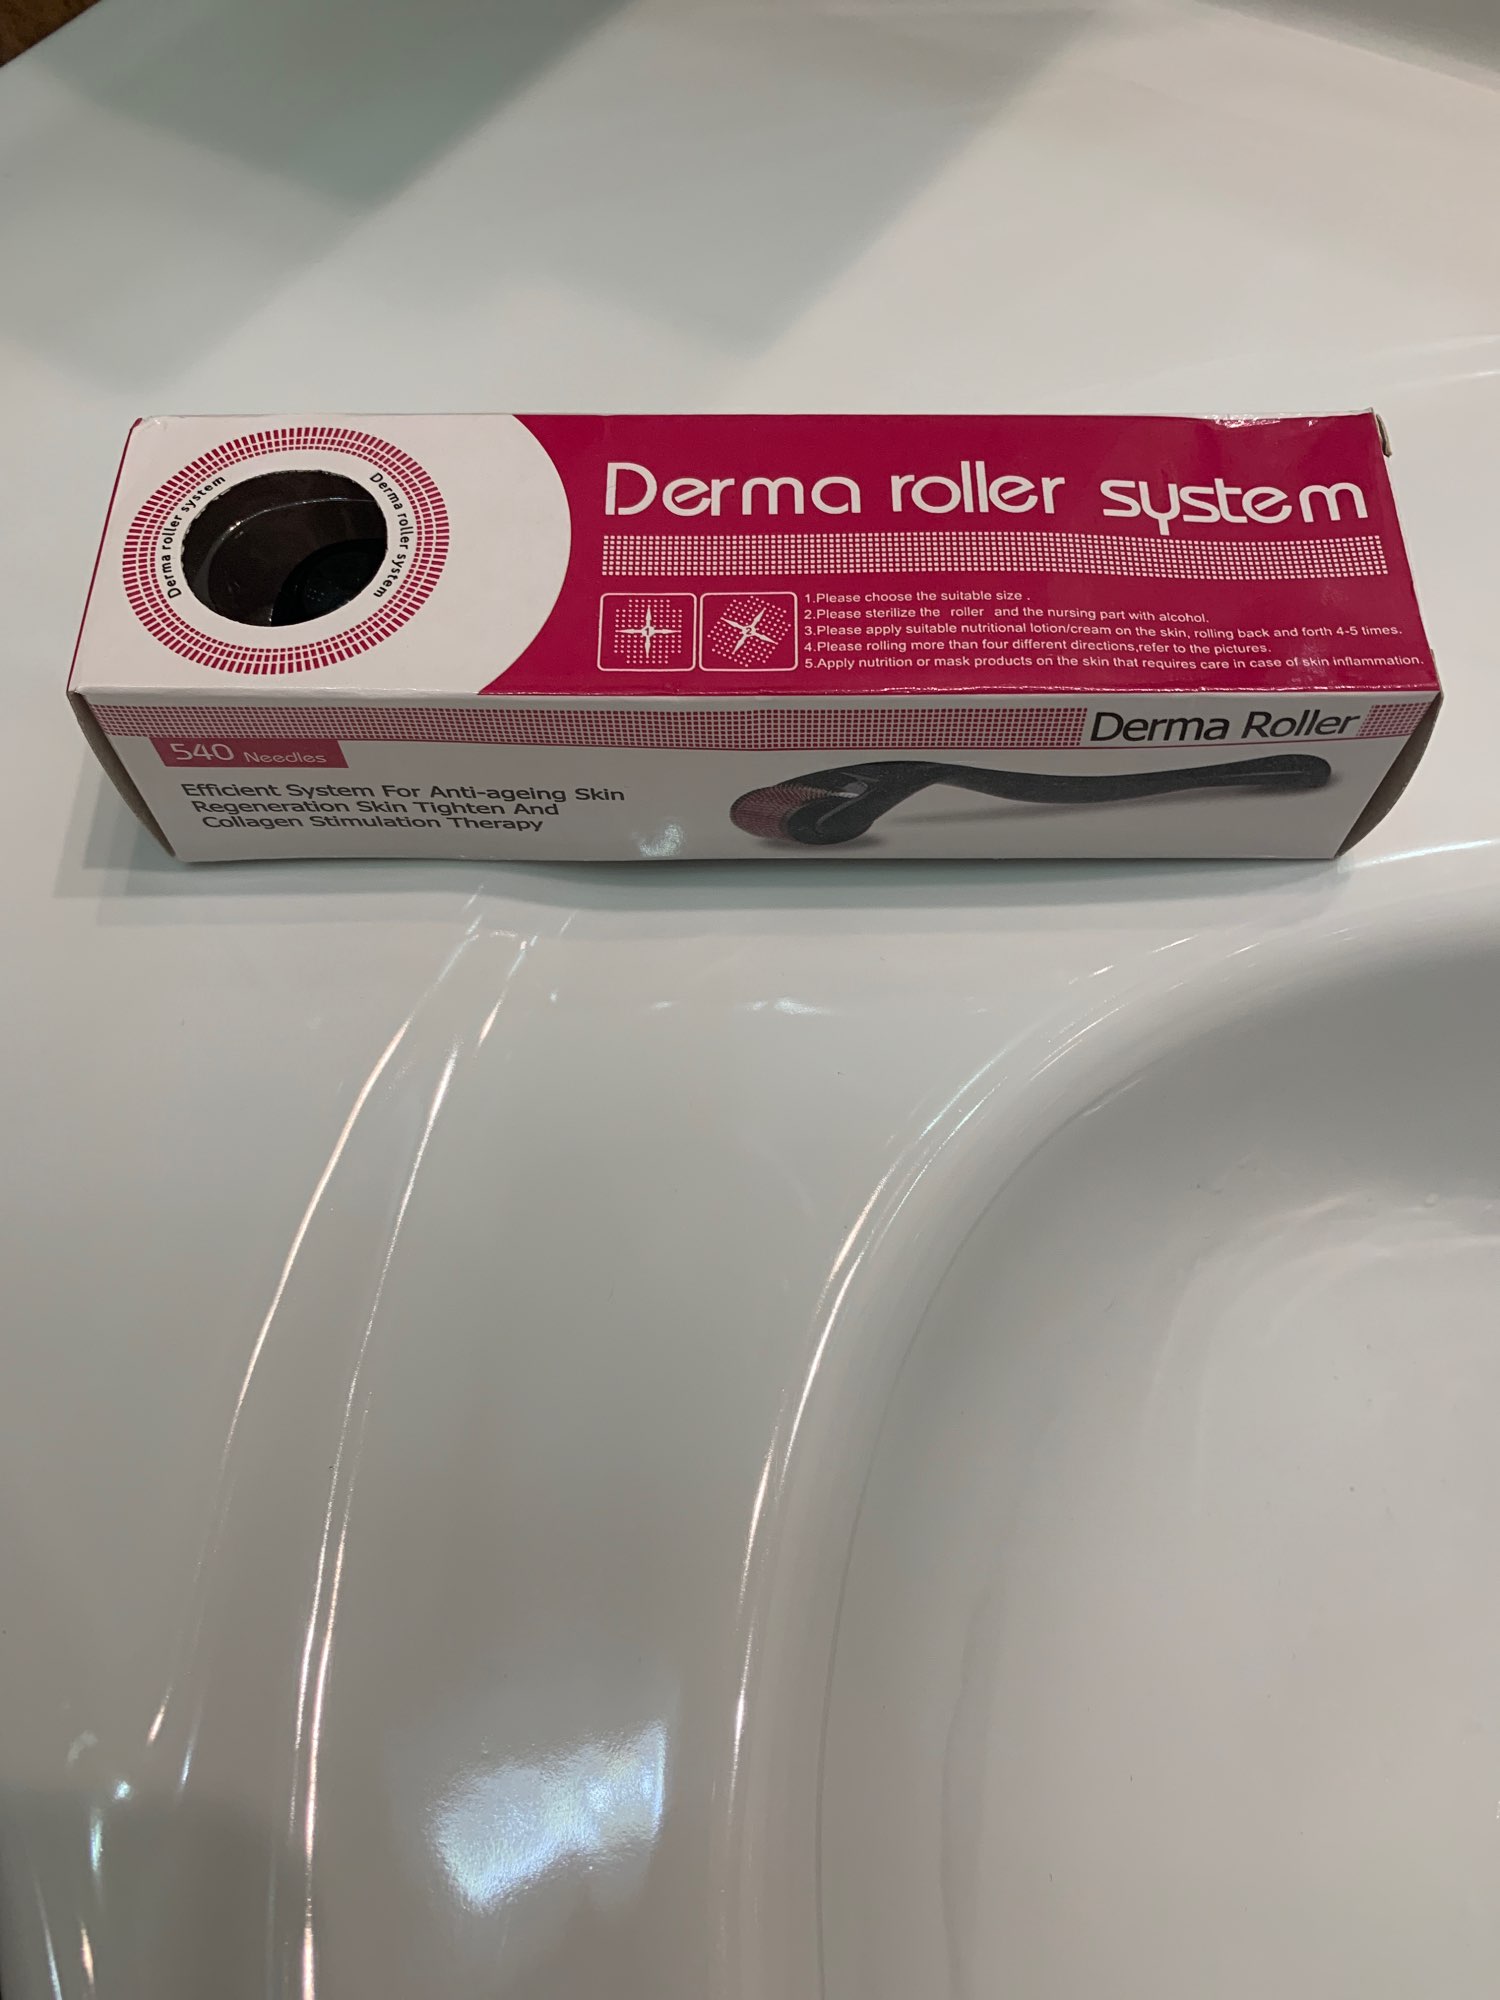 Derma roller system
Derma roller system
Derma roller system
1
2
1.Please choose the suitable size .
2.Please sterilize the roller and the nursing part with alcohol.
3.Please apply suitable nutritional lotion/cream on the skin, rolling back and forth 4-5 times.
4.Please rolling more than four different directions,refer to the pictures.
5.Apply nutrition or mask products on the skin that requires care in case of skin inflammation.
Derma Roller
540 Needles
Efficient System For Anti-ageing Skin
Regeneration Skin Tighten And
Collagen Stimulation Therapy